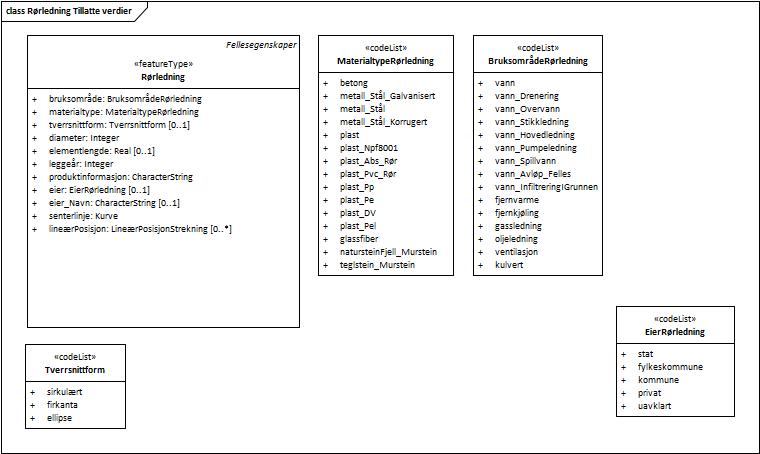 class Rørledning Tillatte verdier
Fellesegenskaper
«featureType»
Rørledning
+ bruksområde: BruksområdeRørledning
+ materialtype: MaterialtypeRørledning
+ tverrsnittform: Tverrsnittform [0..1]
+ diameter: Integer
+ elementlengde: Real [0..1]
+ leggeår: Integer
+ produktinformasjon: CharacterString
+ eier: EierRørledning [0..1]
+ eier_Navn: CharacterString [0..1]
+ senterlinje: Kurve
+ lineærPosisjon: LineærPosisjonStrekning [0..*]
«codeList»
MaterialtypeRørledning
+ betong
+ metall_Stål_Galvanisert
+ metall_Stål
+ metall_Stål_Korrugert
+ plast
+ plast_Npf8001
+ plast_Abs_Rør
+ plast_Pvc_Rør
+ plast_Pp
+ plast_Pe
+ plast_DV
+ plast_Pel
+ glassfiber
+ natursteinFjell_Murstein
+ teglstein_Murstein
«codeList»
BruksområdeRørledning
+ vann
+ vann_Drenering
+ vann_Overvann
+ vann_Stikkledning
+ vann_Hovedledning
+ vann_Pumpeledning
+ vann_Spillvann
+ vann_Avløp_Felles
+ vann_InfiltreringIGrunnen
+ fjernvarme
+ fjernkjøling
+ gassledning
+ oljeledning
+ ventilasjon
+ kulvert
«codeList»
EierRørledning
+ stat
+ fylkeskommune
+ kommune
+ privat
+ uavklart
«codeList»
Tverrsnittform
+ sirkulært
+ firkanta
+ ellipse